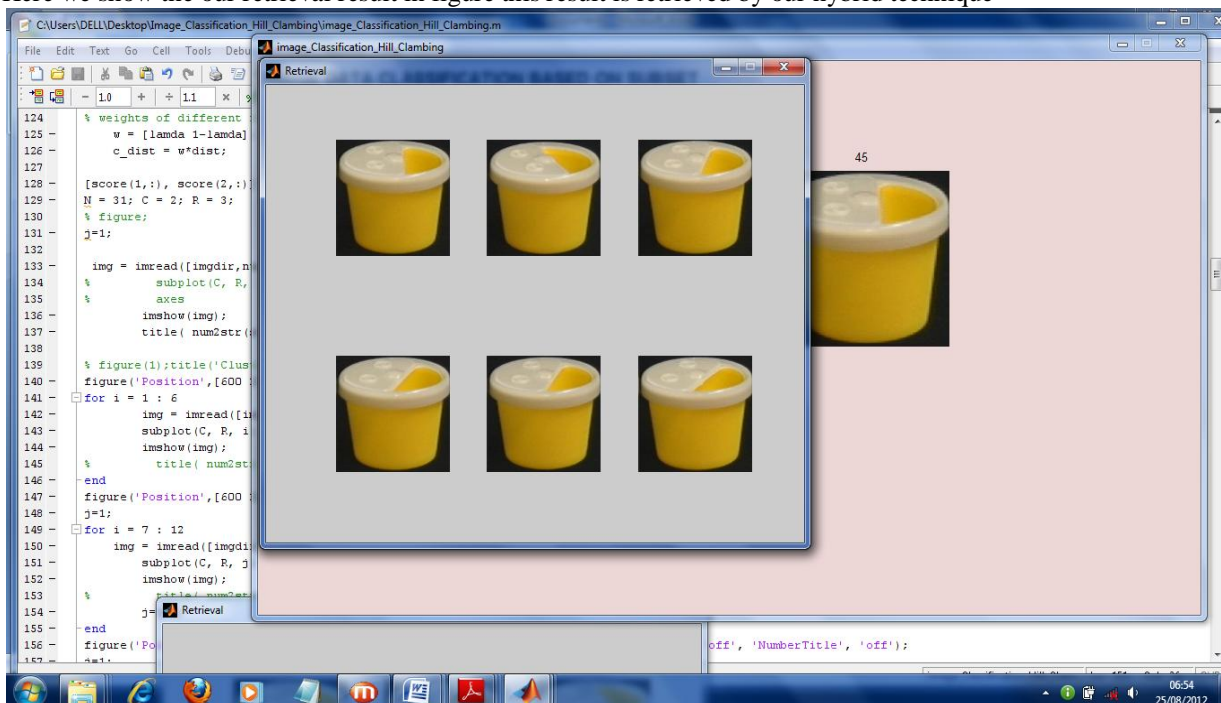 Here we show the our retrieval result in figure this result is retrieved by our hybrid technique
C:\Users\DELL\Desktop\Image_Classification_Hill_Clambing\image_Classification_Hill_Clambing.m
File Edit Text Go Cell Tools Debu
image_Classification_Hill_Clambing
Retrieval
CLASSIFICATION BASED ON SUBSET
- 1.0 + ÷ 1.1 ×
124 % weights of different
125 - w = [lamda 1-lamda]
126 - c_dist = w*dist;
127
128 - [score(1,:), score(2,:)]
129 - N = 31; C = 2; R = 3;
130 % figure;
131 - j=1;
132
133 - img = imread([imgdir,n
134 % subplot(C, R,
135 % axes
136 - imshow(img);
137 - title( num2str(
138
139 % figure(1);title('Clus
140 - figure('Position',[600
141 - for i = 1 : 6
142 - img = imread([i
143 - subplot(C, R, i
144 - imshow(img);
145 % title( num2st
146 - end
147 - figure('Position',[600
148 - j=1;
149 - for i = 7 : 12
150 - img = imread([imgdi
151 - subplot(C, R, j
152 - imshow(img);
153 % title( num2st
154 - j=
155 - end
156 - figure('Po
off', 'NumberTitle', 'off');
157 - j=1;
45
Retrieval
06:54
25/08/2012